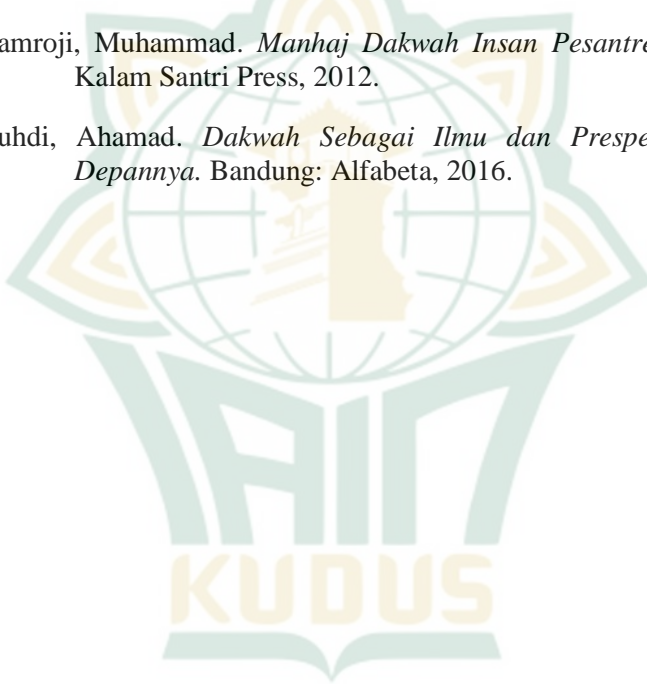 amroji, Muhammad. Manhaj Dakwah Insan Pesantre
Kalam Santri Press, 2012.
uhdi, Ahamad. Dakwah Sebagai Ilmu dan Prespe
Depannya. Bandung: Alfabeta, 2016.
IAIN
KUDUS